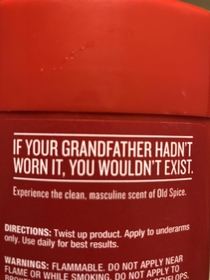 IF YOUR GRANDFATHER HADN'T
WORN IT, YOU WOULDN'T EXIST.
Experience the clean, masculine scent of Old Spice.
DIRECTIONS: Twist up product. Apply to underarms
only. Use daily for best results.
WARNINGS: FLAMMABLE. DO NOT APPLY NEAR
FLAME OR WHILE SMOKING. DO NOT APPLY TO
DEVELOPS,